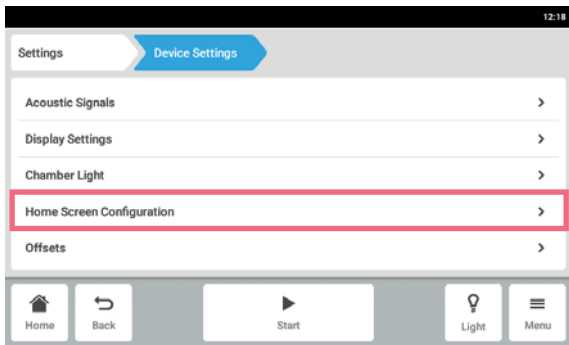 12:18
Settings Device Settings
Acoustic Signals
Display Settings
Chamber Light
Home Screen Configuration
Offsets
Home Back Start Light Menu